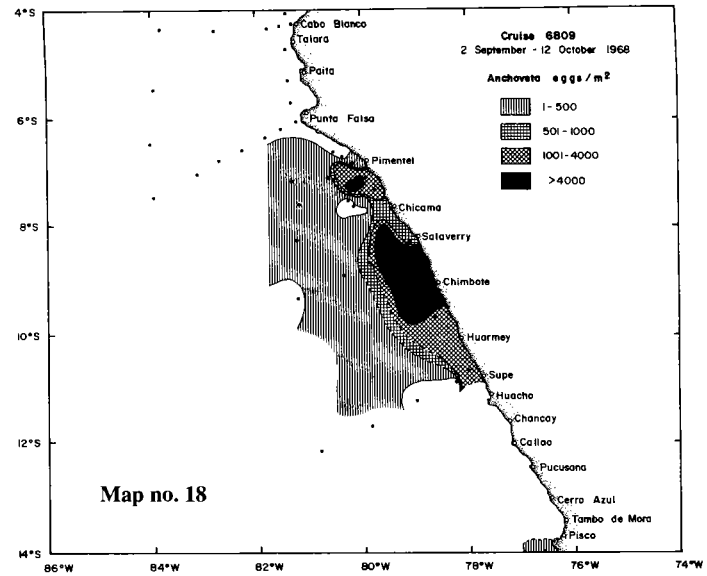 4°S
Cabo Blanco
Talara
Paita
Punta Falsa
6°S
Pimentel
Chicama
8°S
Salaverry
Chimbote
10°S
Huarmey
Supe
Huacho
Chancay
12°S
Callao
Pucusana
Cerro Azul
Tambo de Mora
Pisco
14°S
86°W
84°W
82°W
80°W
78°W
76°W
74°W
Cruise 6809
2 September - 12 October 1968
Anchoveta eggs/m²
1-500
501-1000
1001-4000
>4000
Map no. 18